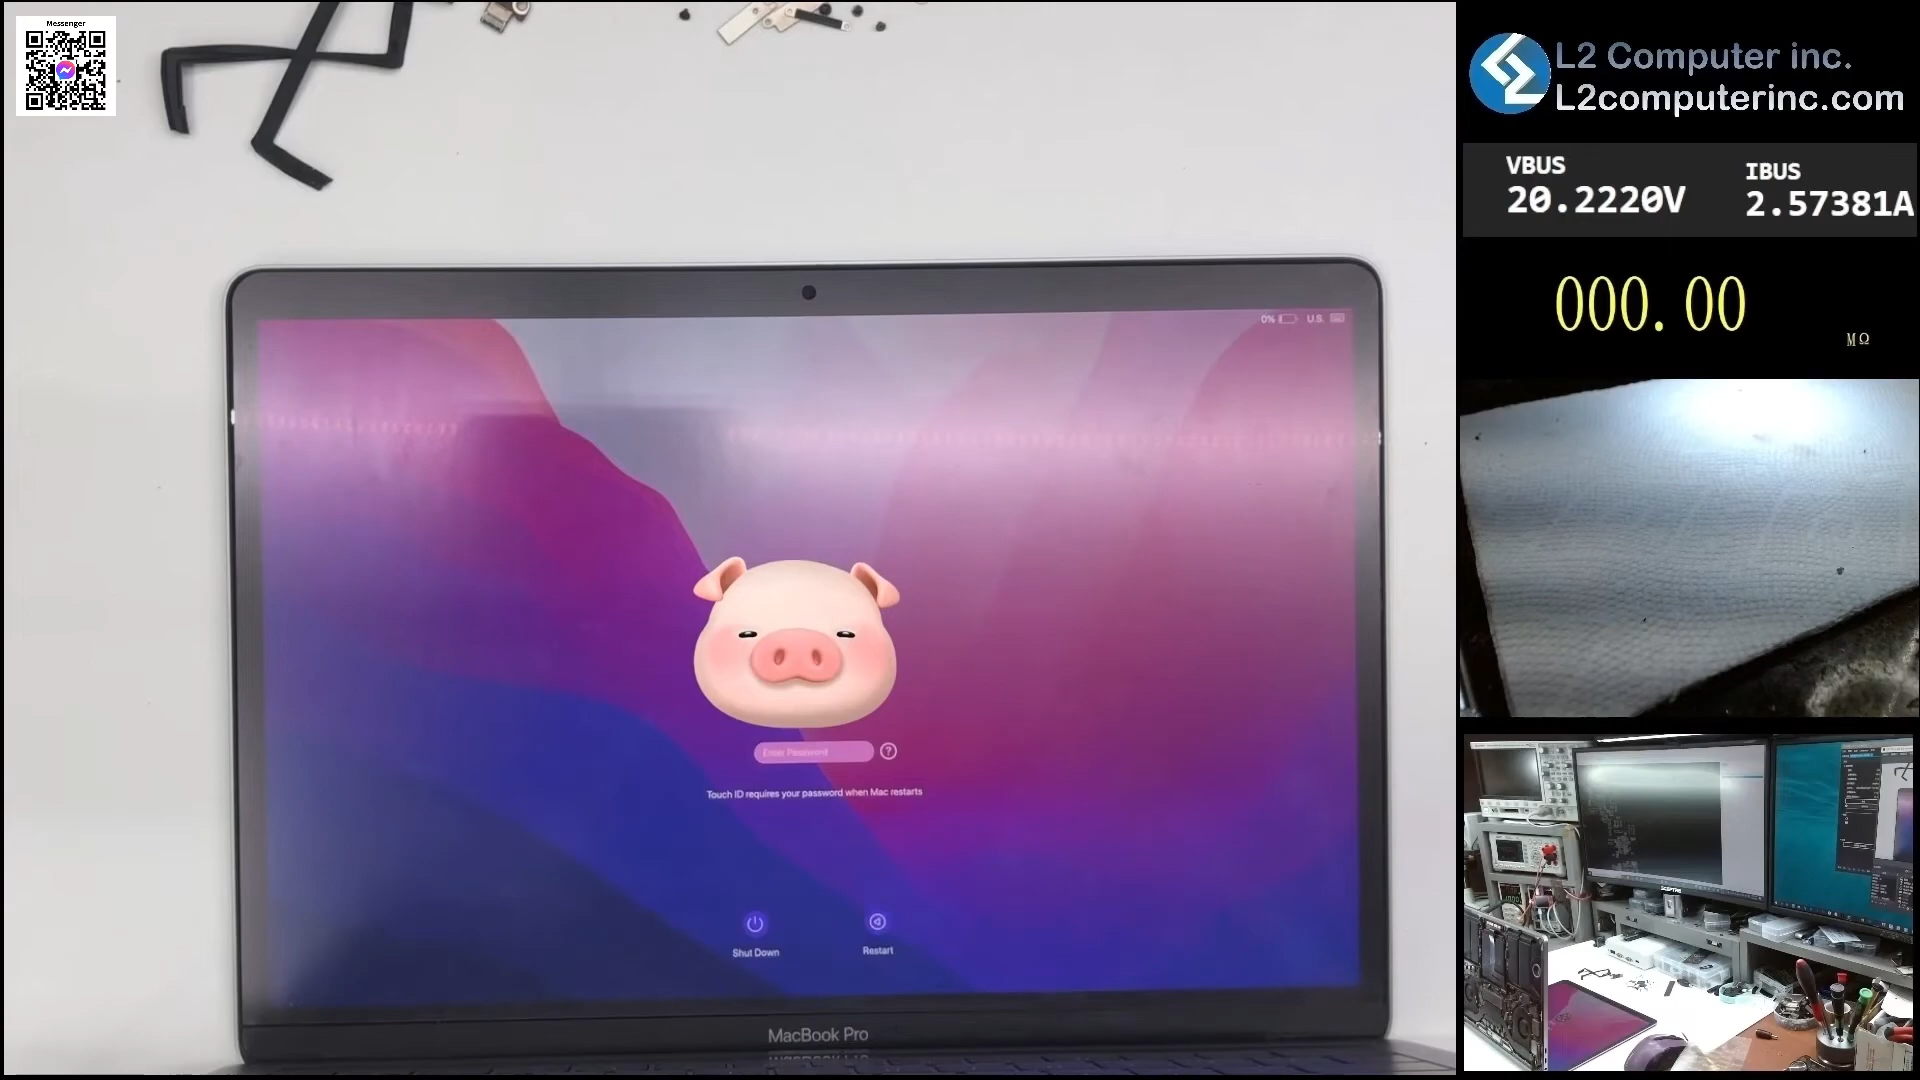 Messenger
L2 Computer inc.
L2computerinc.com
VBUS
20.2220V
IBUS
2.57381A
000.00
MΩ
0%
U.S.
Enter Password
?
Touch ID requires your password when Mac restarts
Shut Down
Restart
MacBook Pro
SCEPTRE